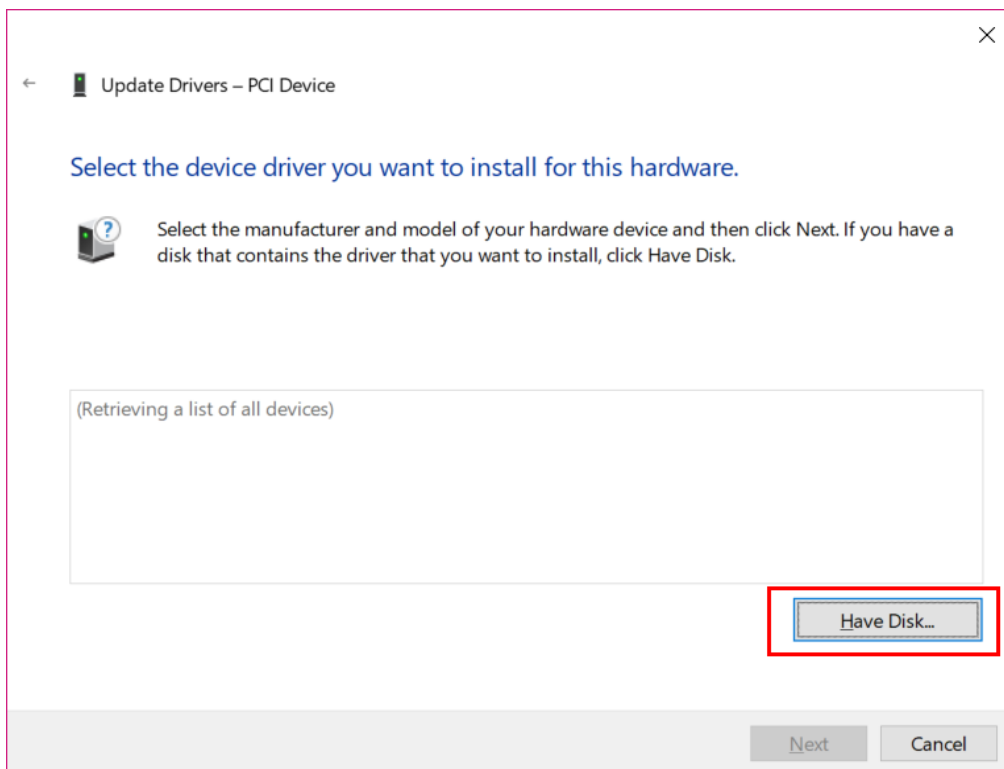 Update Drivers – PCI Device
Select the device driver you want to install for this hardware.
Select the manufacturer and model of your hardware device and then click Next. If you have a
disk that contains the driver that you want to install, click Have Disk.
(Retrieving a list of all devices)
Have Disk...
Next
Cancel